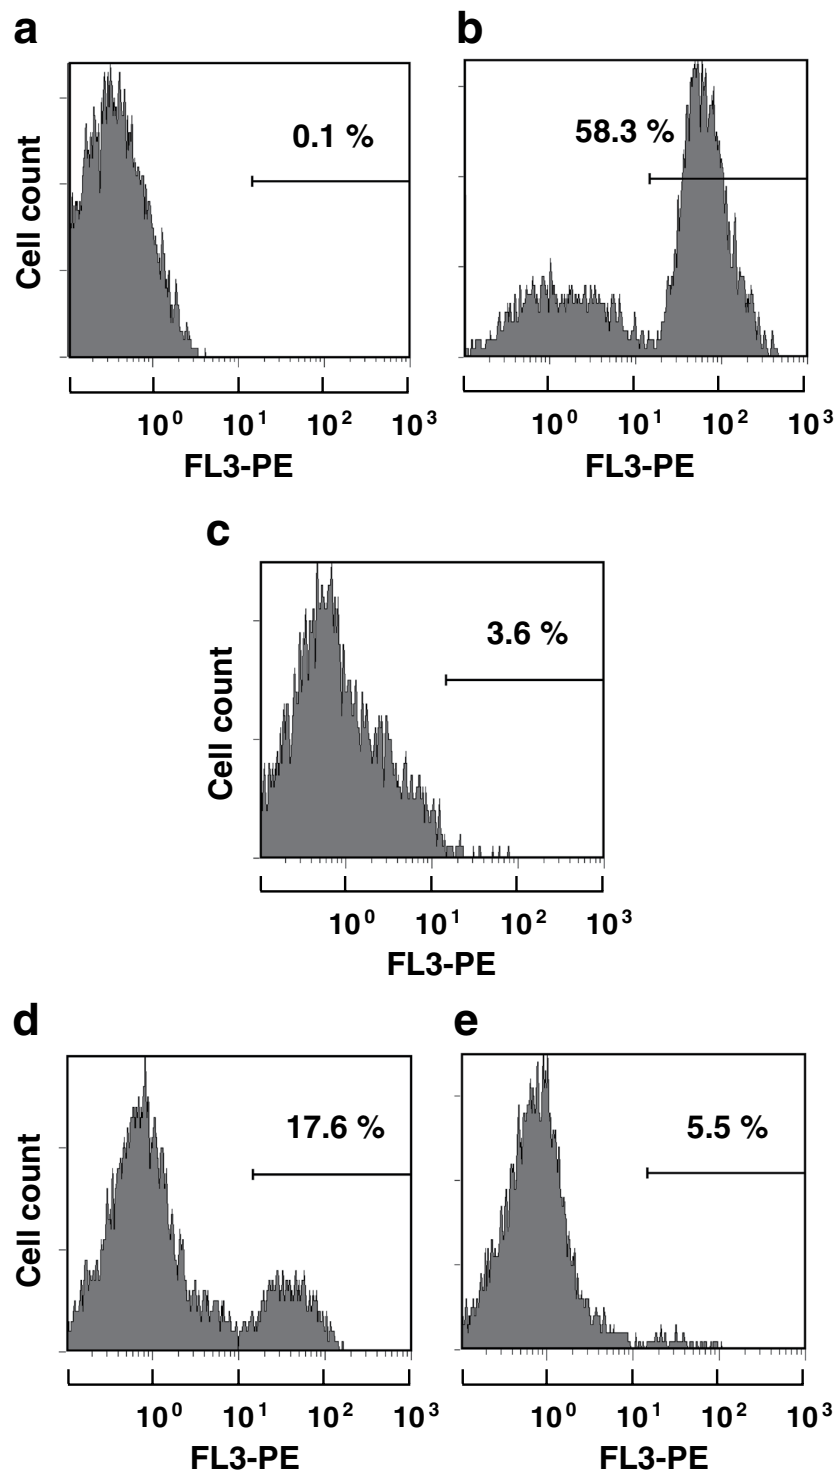 a
b
0.1 %
58.3 %
Cell count
10⁰ 10¹ 10² 10³
10⁰ 10¹ 10² 10³
FL3-PE
FL3-PE
c
3.6 %
Cell count
10⁰ 10¹ 10² 10³
FL3-PE
d
e
17.6 %
5.5 %
Cell count
10⁰ 10¹ 10² 10³
10⁰ 10¹ 10² 10³
FL3-PE
FL3-PE